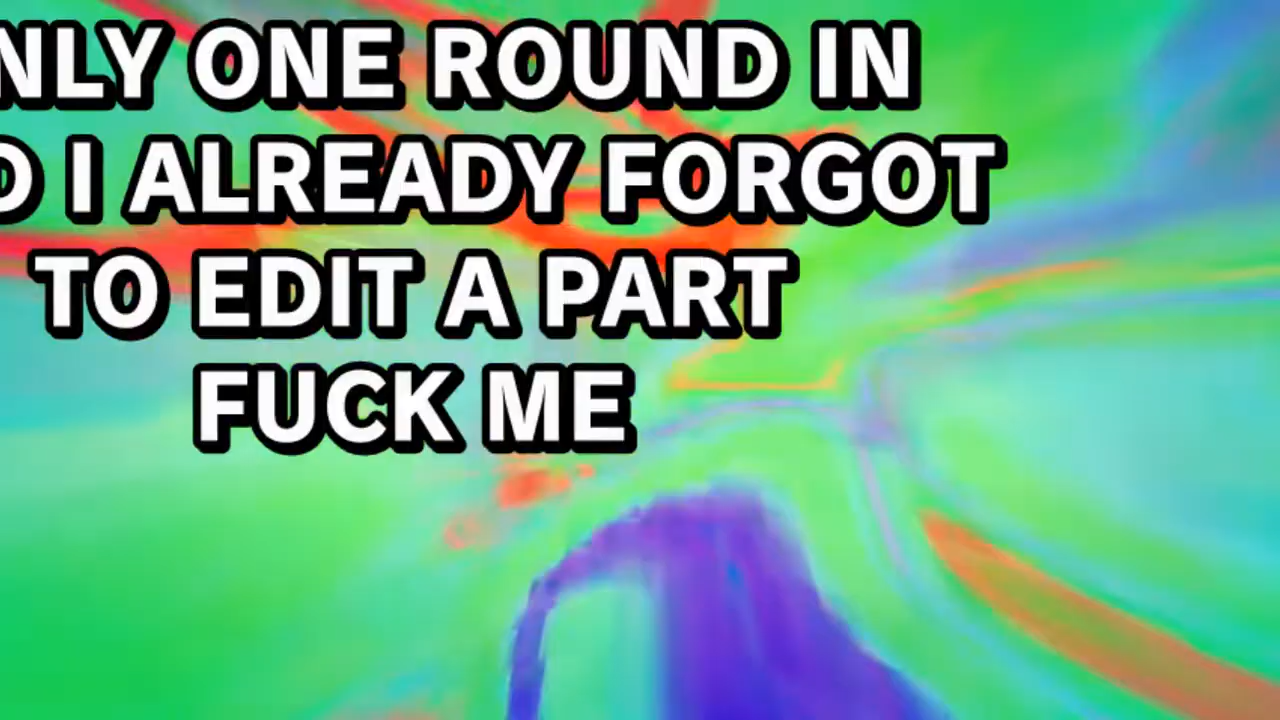 NLY ONE ROUND IN
D I ALREADY FORGOT
TO EDIT A PART
FUCK ME